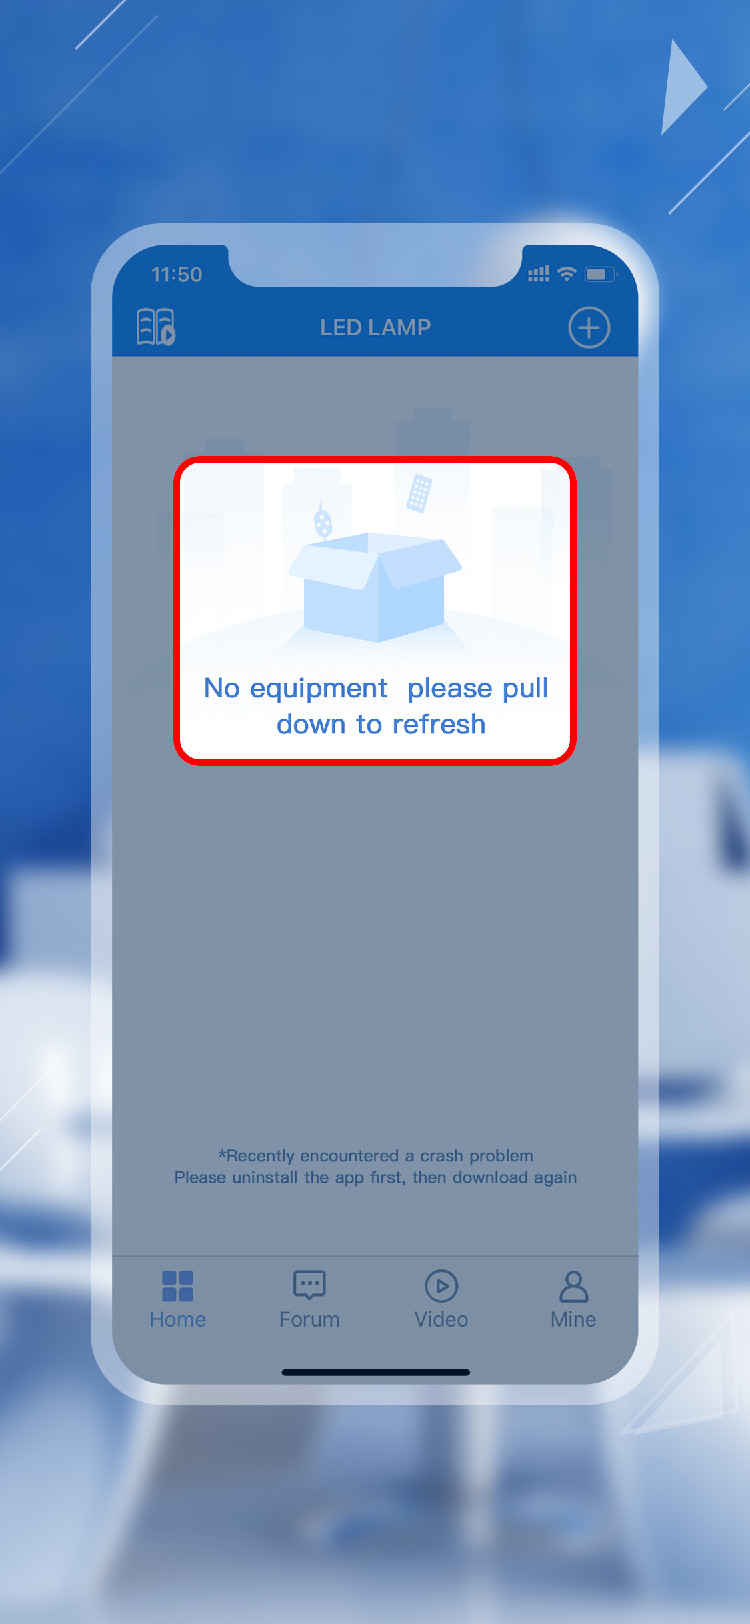 11:50
LED LAMP
No equipment  please pull
down to refresh
*Recently encountered a crash problem
Please uninstall the app first, then download again
Home
Forum
Video
Mine